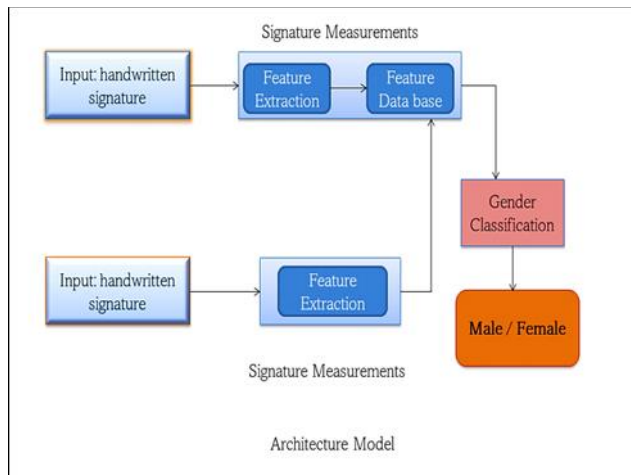 Signature Measurements
Input: handwritten
signature
Feature
Extraction
Feature
Data base
Gender
Classification
Input: handwritten
signature
Feature
Extraction
Male / Female
Signature Measurements
Architecture Model